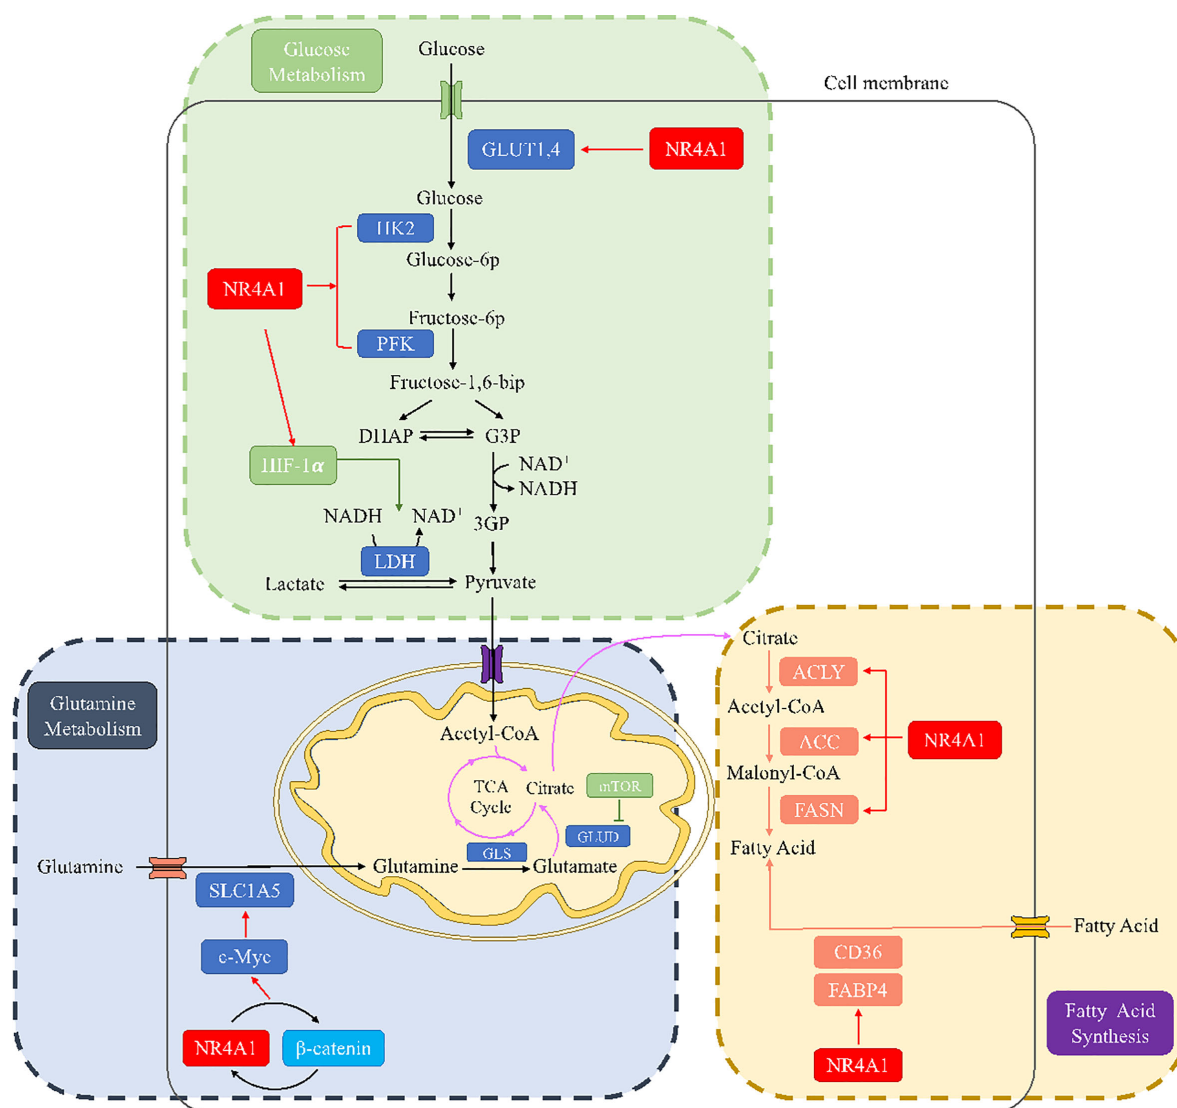 Glucose
Metabolism
Glucose
Cell membrane
GLUT1,4
NR4A1
Glucose
HK2
Glucose-6p
NR4A1
Fructose-6p
PFK
Fructose-1,6-bip
DHAP
G3P
HIF-1α
NAD⁺
NADH
NADH
NAD⁺
3GP
LDH
Lactate
Pyruvate
Glutamine
Metabolism
Acetyl-CoA
TCA
Cycle
Citrate
mTOR
GLUD
GLS
Glutamine
Glutamine
Glutamate
SLC1A5
c-Myc
NR4A1
β-catenin
Citrate
ACLY
Acetyl-CoA
ACC
NR4A1
Malonyl-CoA
FASN
Fatty Acid
Fatty Acid
CD36
FABP4
NR4A1
Fatty Acid
Synthesis